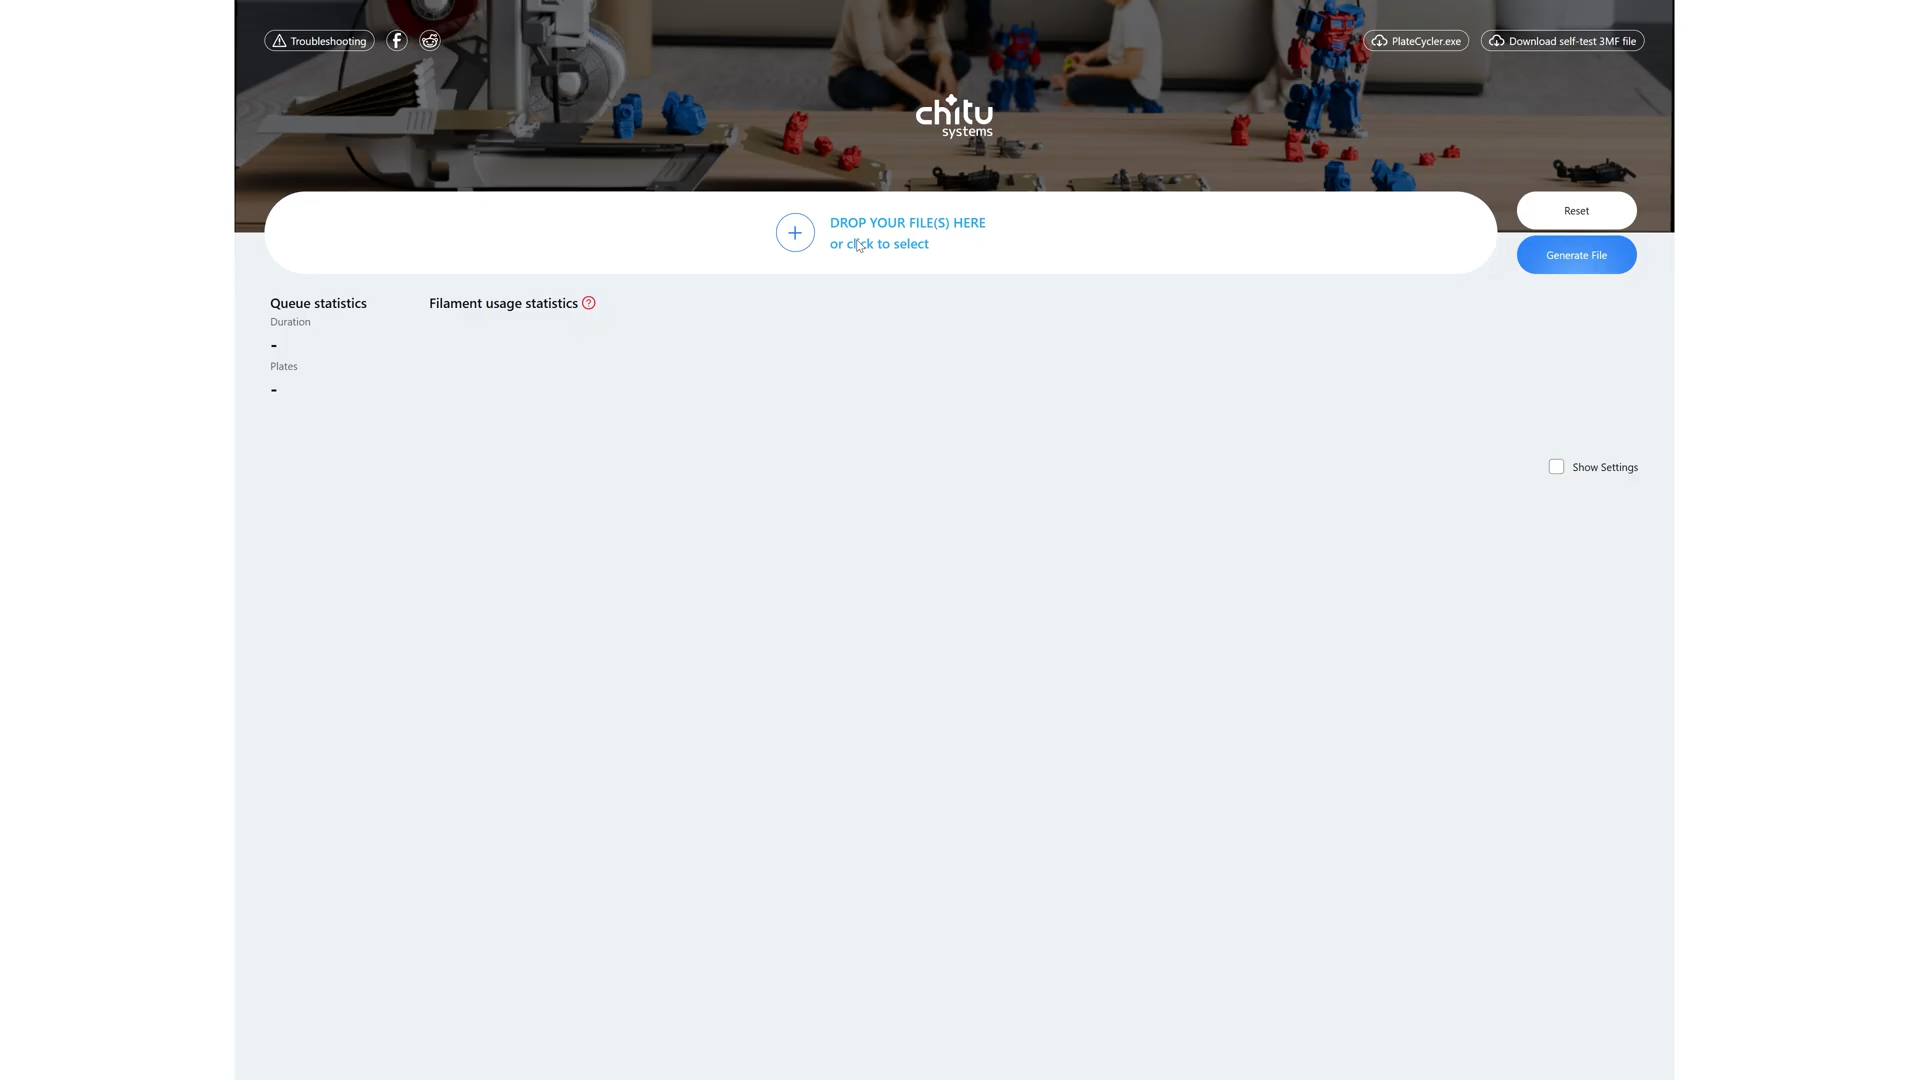 Troubleshooting
PlateCycler.exe
Download self-test 3MF file
chitu
systems
DROP YOUR FILE(S) HERE
or click to select
Reset
Generate File
Queue statistics
Filament usage statistics ?
Duration
-
Plates
-
Show Settings